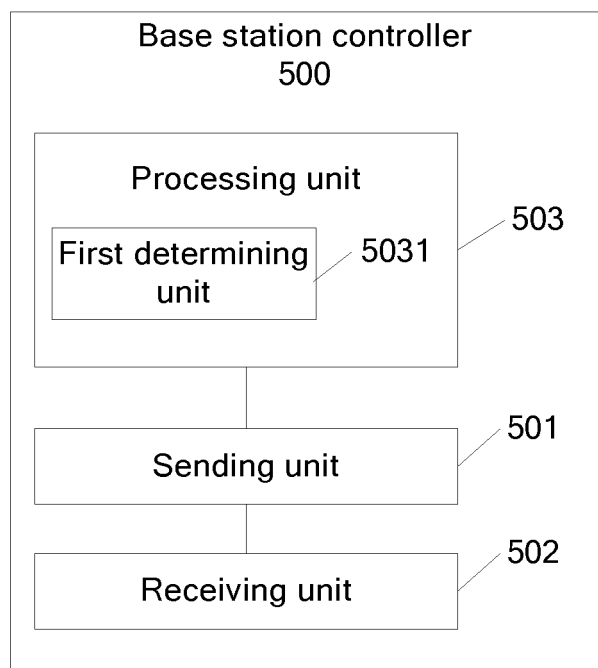 Base station controller
500
Processing unit
503
First determining
unit
5031
501
Sending unit
502
Receiving unit